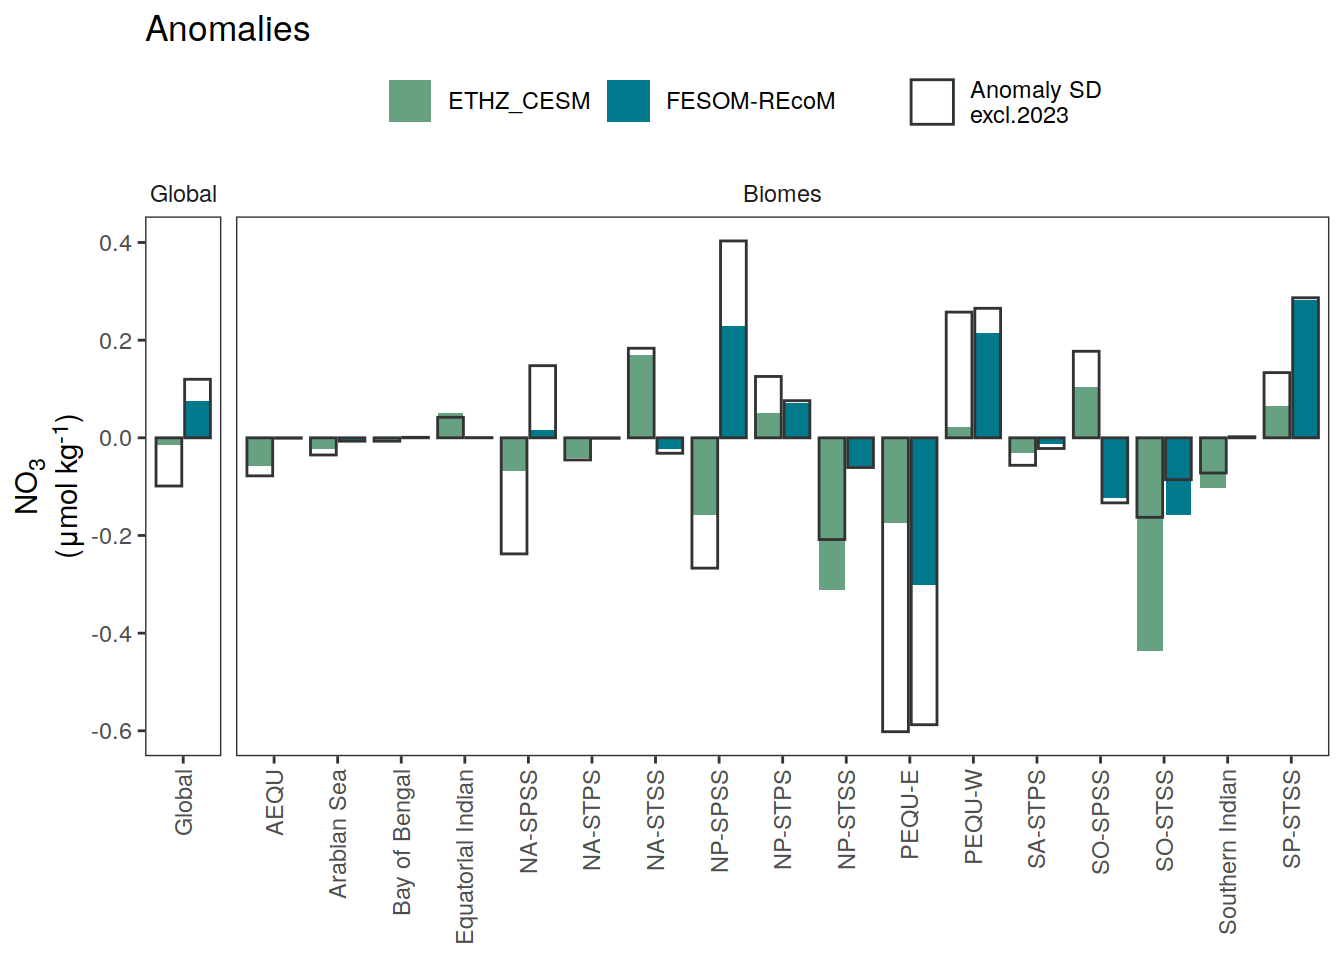 Anomalies
ETHZ_CESM
FESOM-REcoM
Anomaly SD
excl.2023
Global
Biomes
NO3
(μmol kg-1)
0.4
0.2
0.0
-0.2
-0.4
-0.6
Global
AEQU
Arabian Sea
Bay of Bengal
Equatorial Indian
NA-SPSS
NA-STPS
NA-STSS
NP-SPSS
NP-STPS
NP-STSS
PEQU-E
PEQU-W
SA-STPS
SO-SPSS
SO-STSS
Southern Indian
SP-STSS